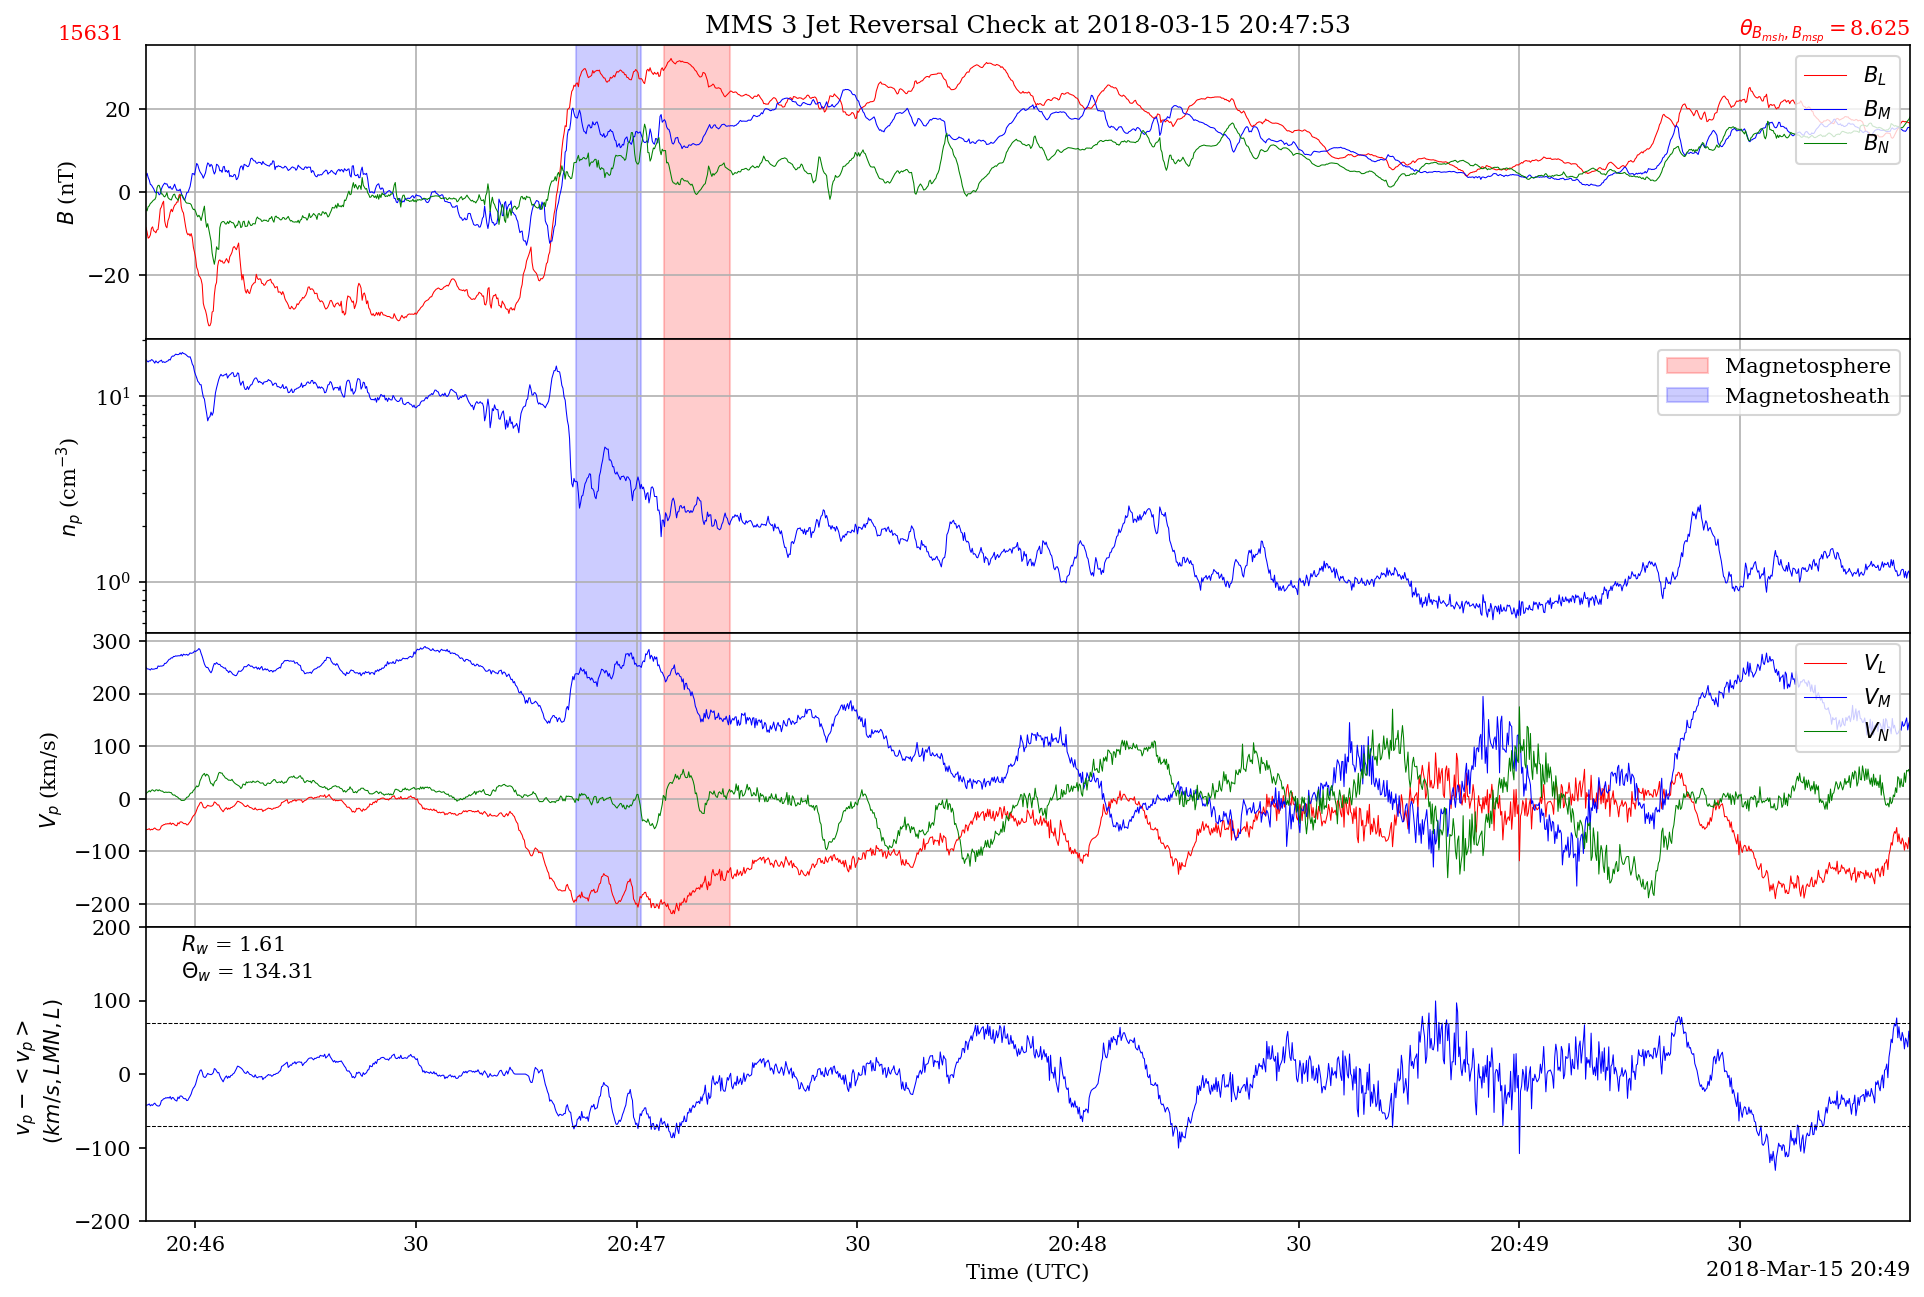 15631
MMS 3 Jet Reversal Check at 2018-03-15 20:47:53
θ_{B_{msh}, B_{msp}} = 8.625
B (nT)
20
0
−20
B_L
B_M
B_N
n_p (cm^{−3})
10^1
10^0
Magnetosphere
Magnetosheath
V_p (km/s)
300
200
100
0
−100
−200
V_L
V_M
V_N
v_p − <v_p>
(km/s, LMN, L)
200
100
0
−100
−200
R_w = 1.61
Θ_w = 134.31
20:46
30
20:47
30
20:48
30
20:49
30
Time (UTC)
2018-Mar-15 20:49